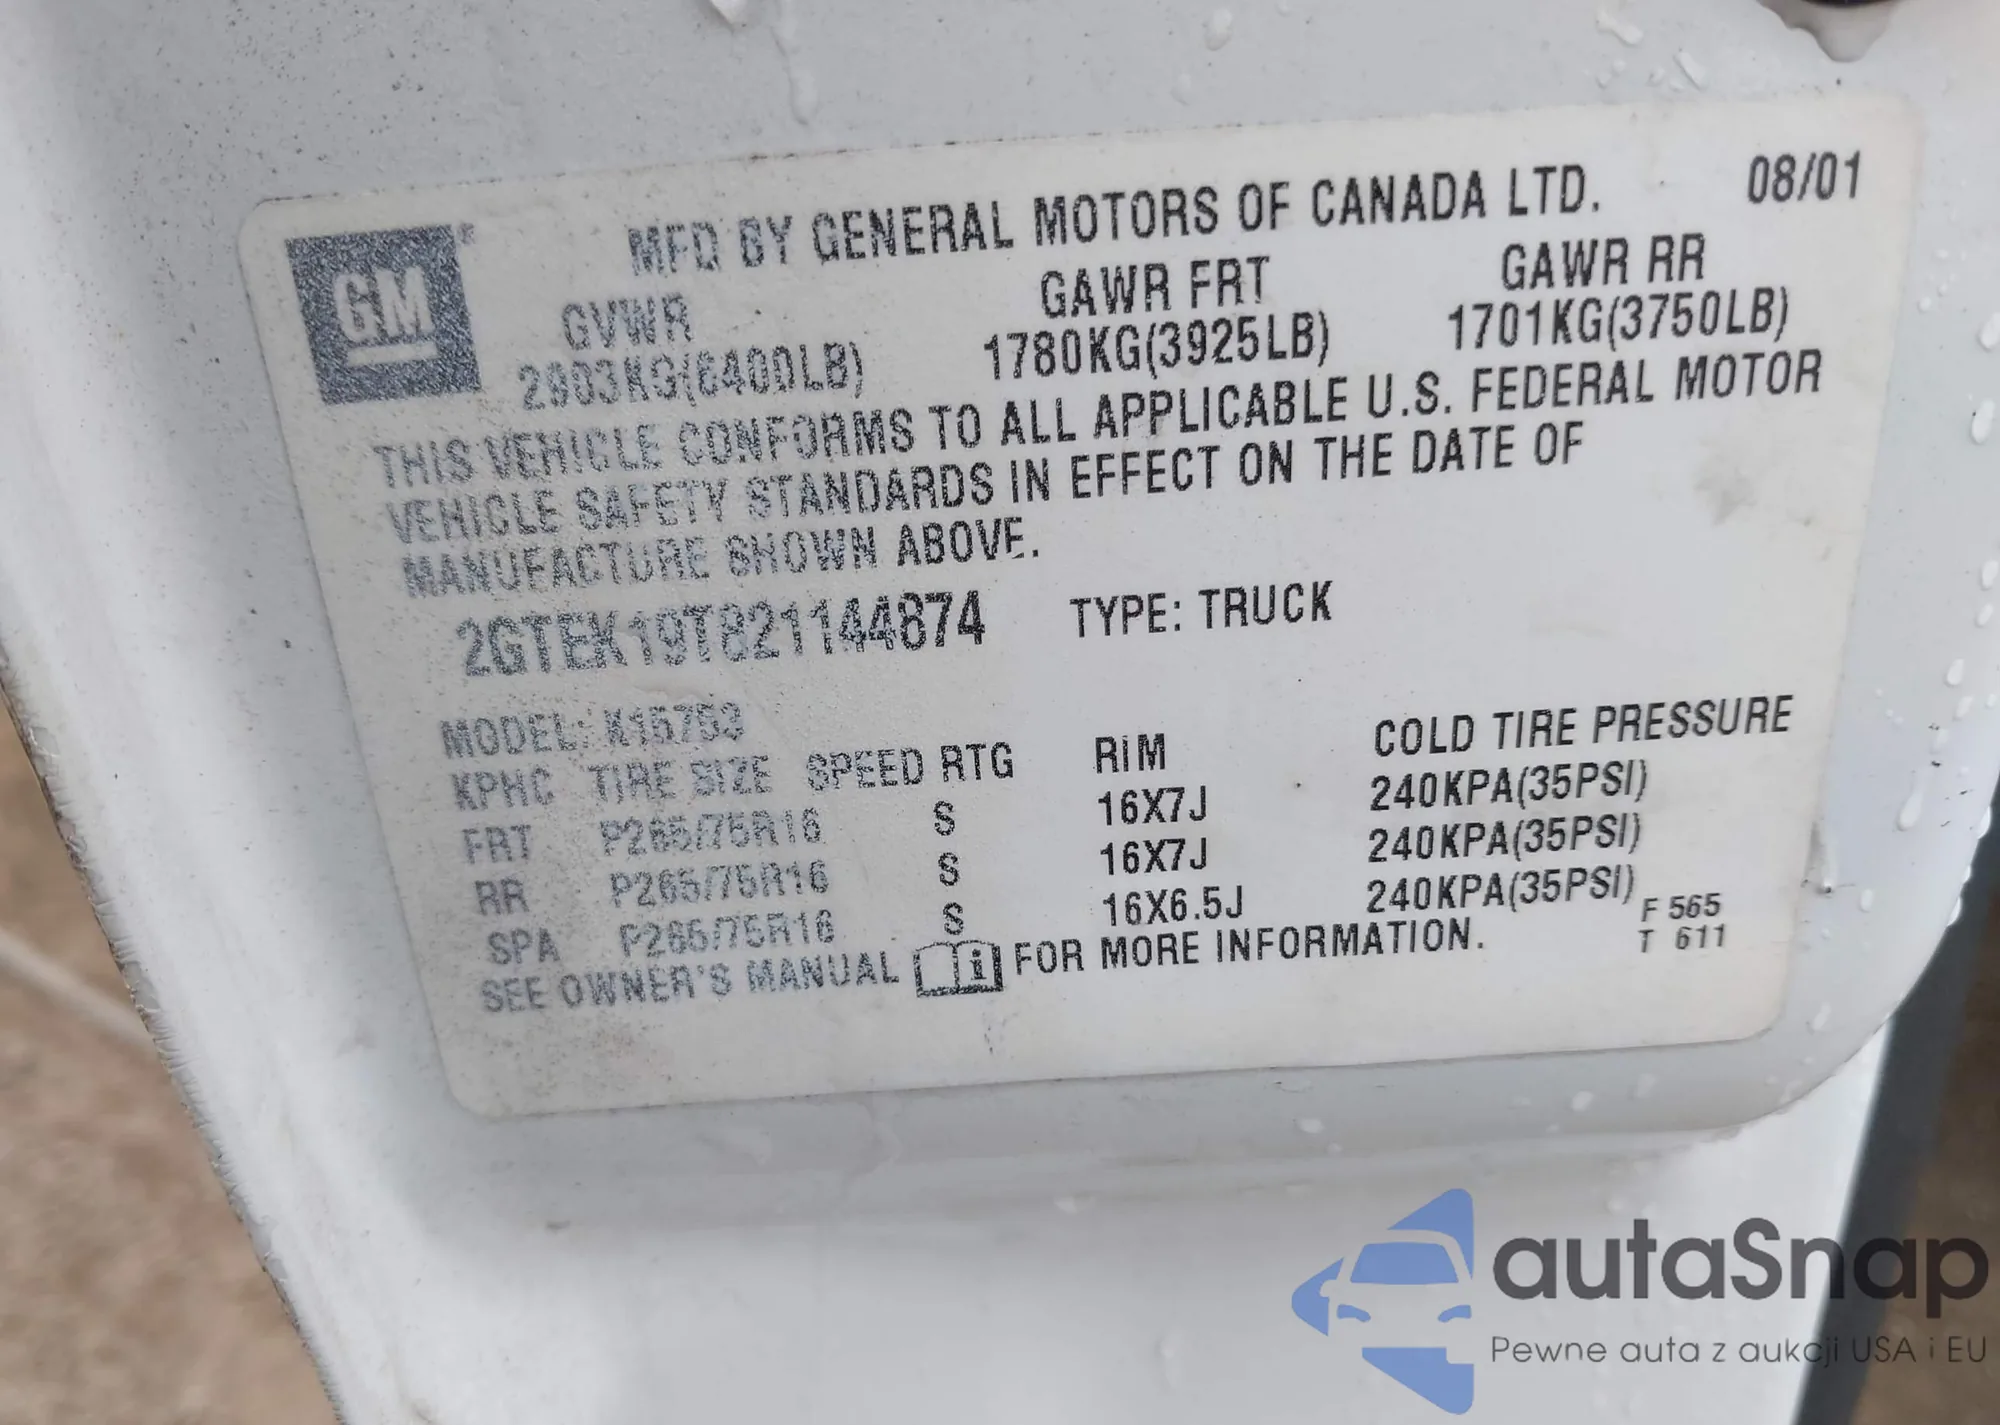 GM
MFD BY GENERAL MOTORS OF CANADA LTD. 08/01
GVWR GAWR FRT GAWR RR
2903KG(6400LB) 1780KG(3925LB) 1701KG(3750LB)
THIS VEHICLE CONFORMS TO ALL APPLICABLE U.S. FEDERAL MOTOR
VEHICLE SAFETY STANDARDS IN EFFECT ON THE DATE OF
MANUFACTURE SHOWN ABOVE.
2GTEK19T821144874 TYPE: TRUCK
MODEL: K15753
KPHC TIRE SIZE SPEED RTG RIM COLD TIRE PRESSURE
FRT P265/75R16 S 16X7J 240KPA(35PSI)
RR P265/75R16 S 16X7J 240KPA(35PSI)
SPA P265/75R16 S 16X6.5J 240KPA(35PSI) F 565
SEE OWNER'S MANUAL i FOR MORE INFORMATION. T 611
autaSnap
Pewne auta z aukcji USA i EU